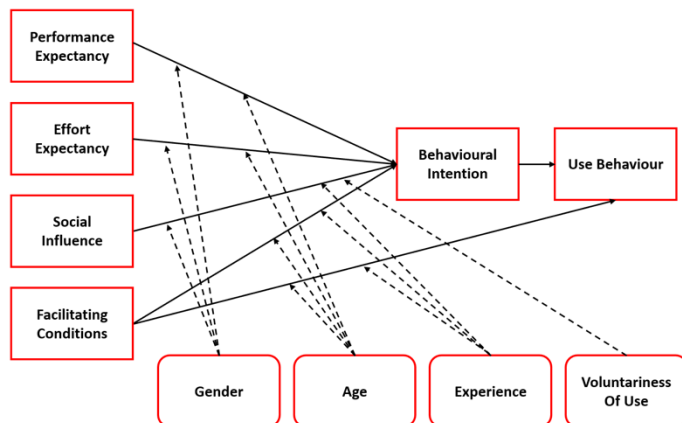 Performance
Expectancy
Effort
Expectancy
Social
Influence
Facilitating
Conditions
Behavioural
Intention
Use Behaviour
Gender
Age
Experience
Voluntariness
Of Use